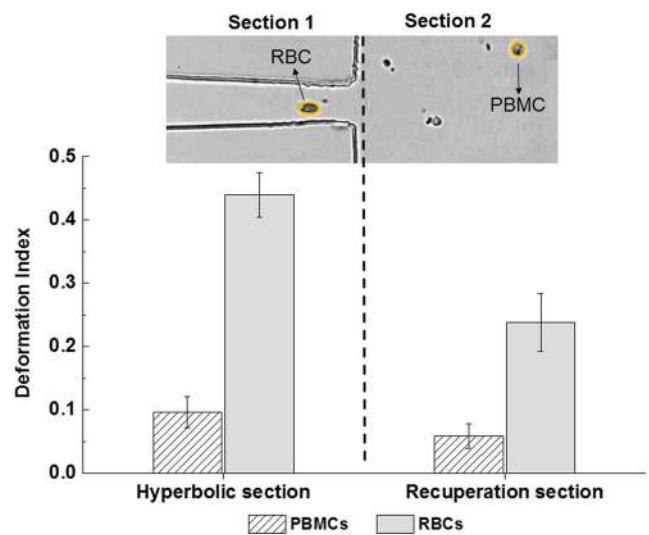 Section 1
Section 2
RBC
PBMC
0.5
0.4
0.3
0.2
0.1
0.0
Deformation Index
Hyperbolic section
Recuperation section
PBMCs
RBCs